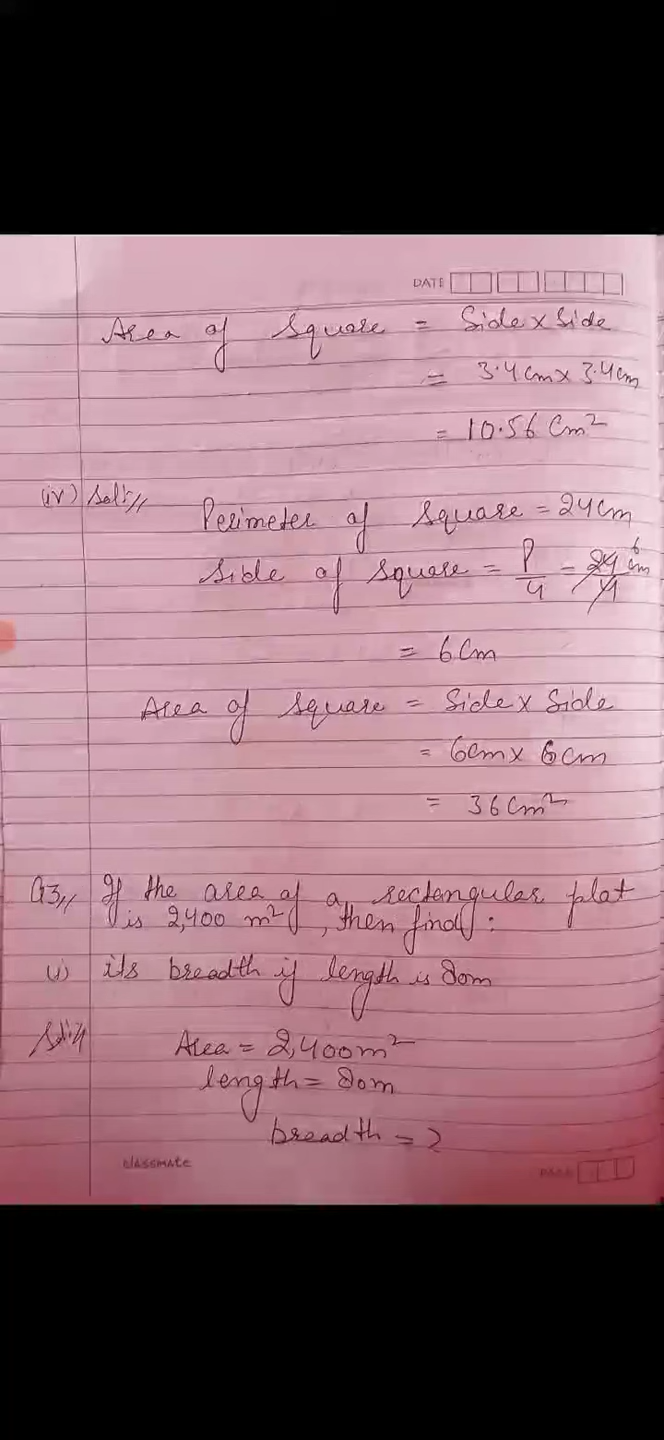 DATE
Area of square = Side x Side
= 3.4 cm x 3.4 cm
= 10.56 Cm²
(iv) Sol:// Perimeter of square = 24 cm
Side of square = P/4 = 24/4 6 cm
= 6 Cm
Area of square = Side x Side
= 6cm x 6cm
= 36 Cm²
Q3// If the area of a rectengular plat
is 2,400 m², then find :
(i) its breadth if length is 80m
Sol:// Area = 2,400m²
length = 80m
breadth = ?
classmate
PAGE